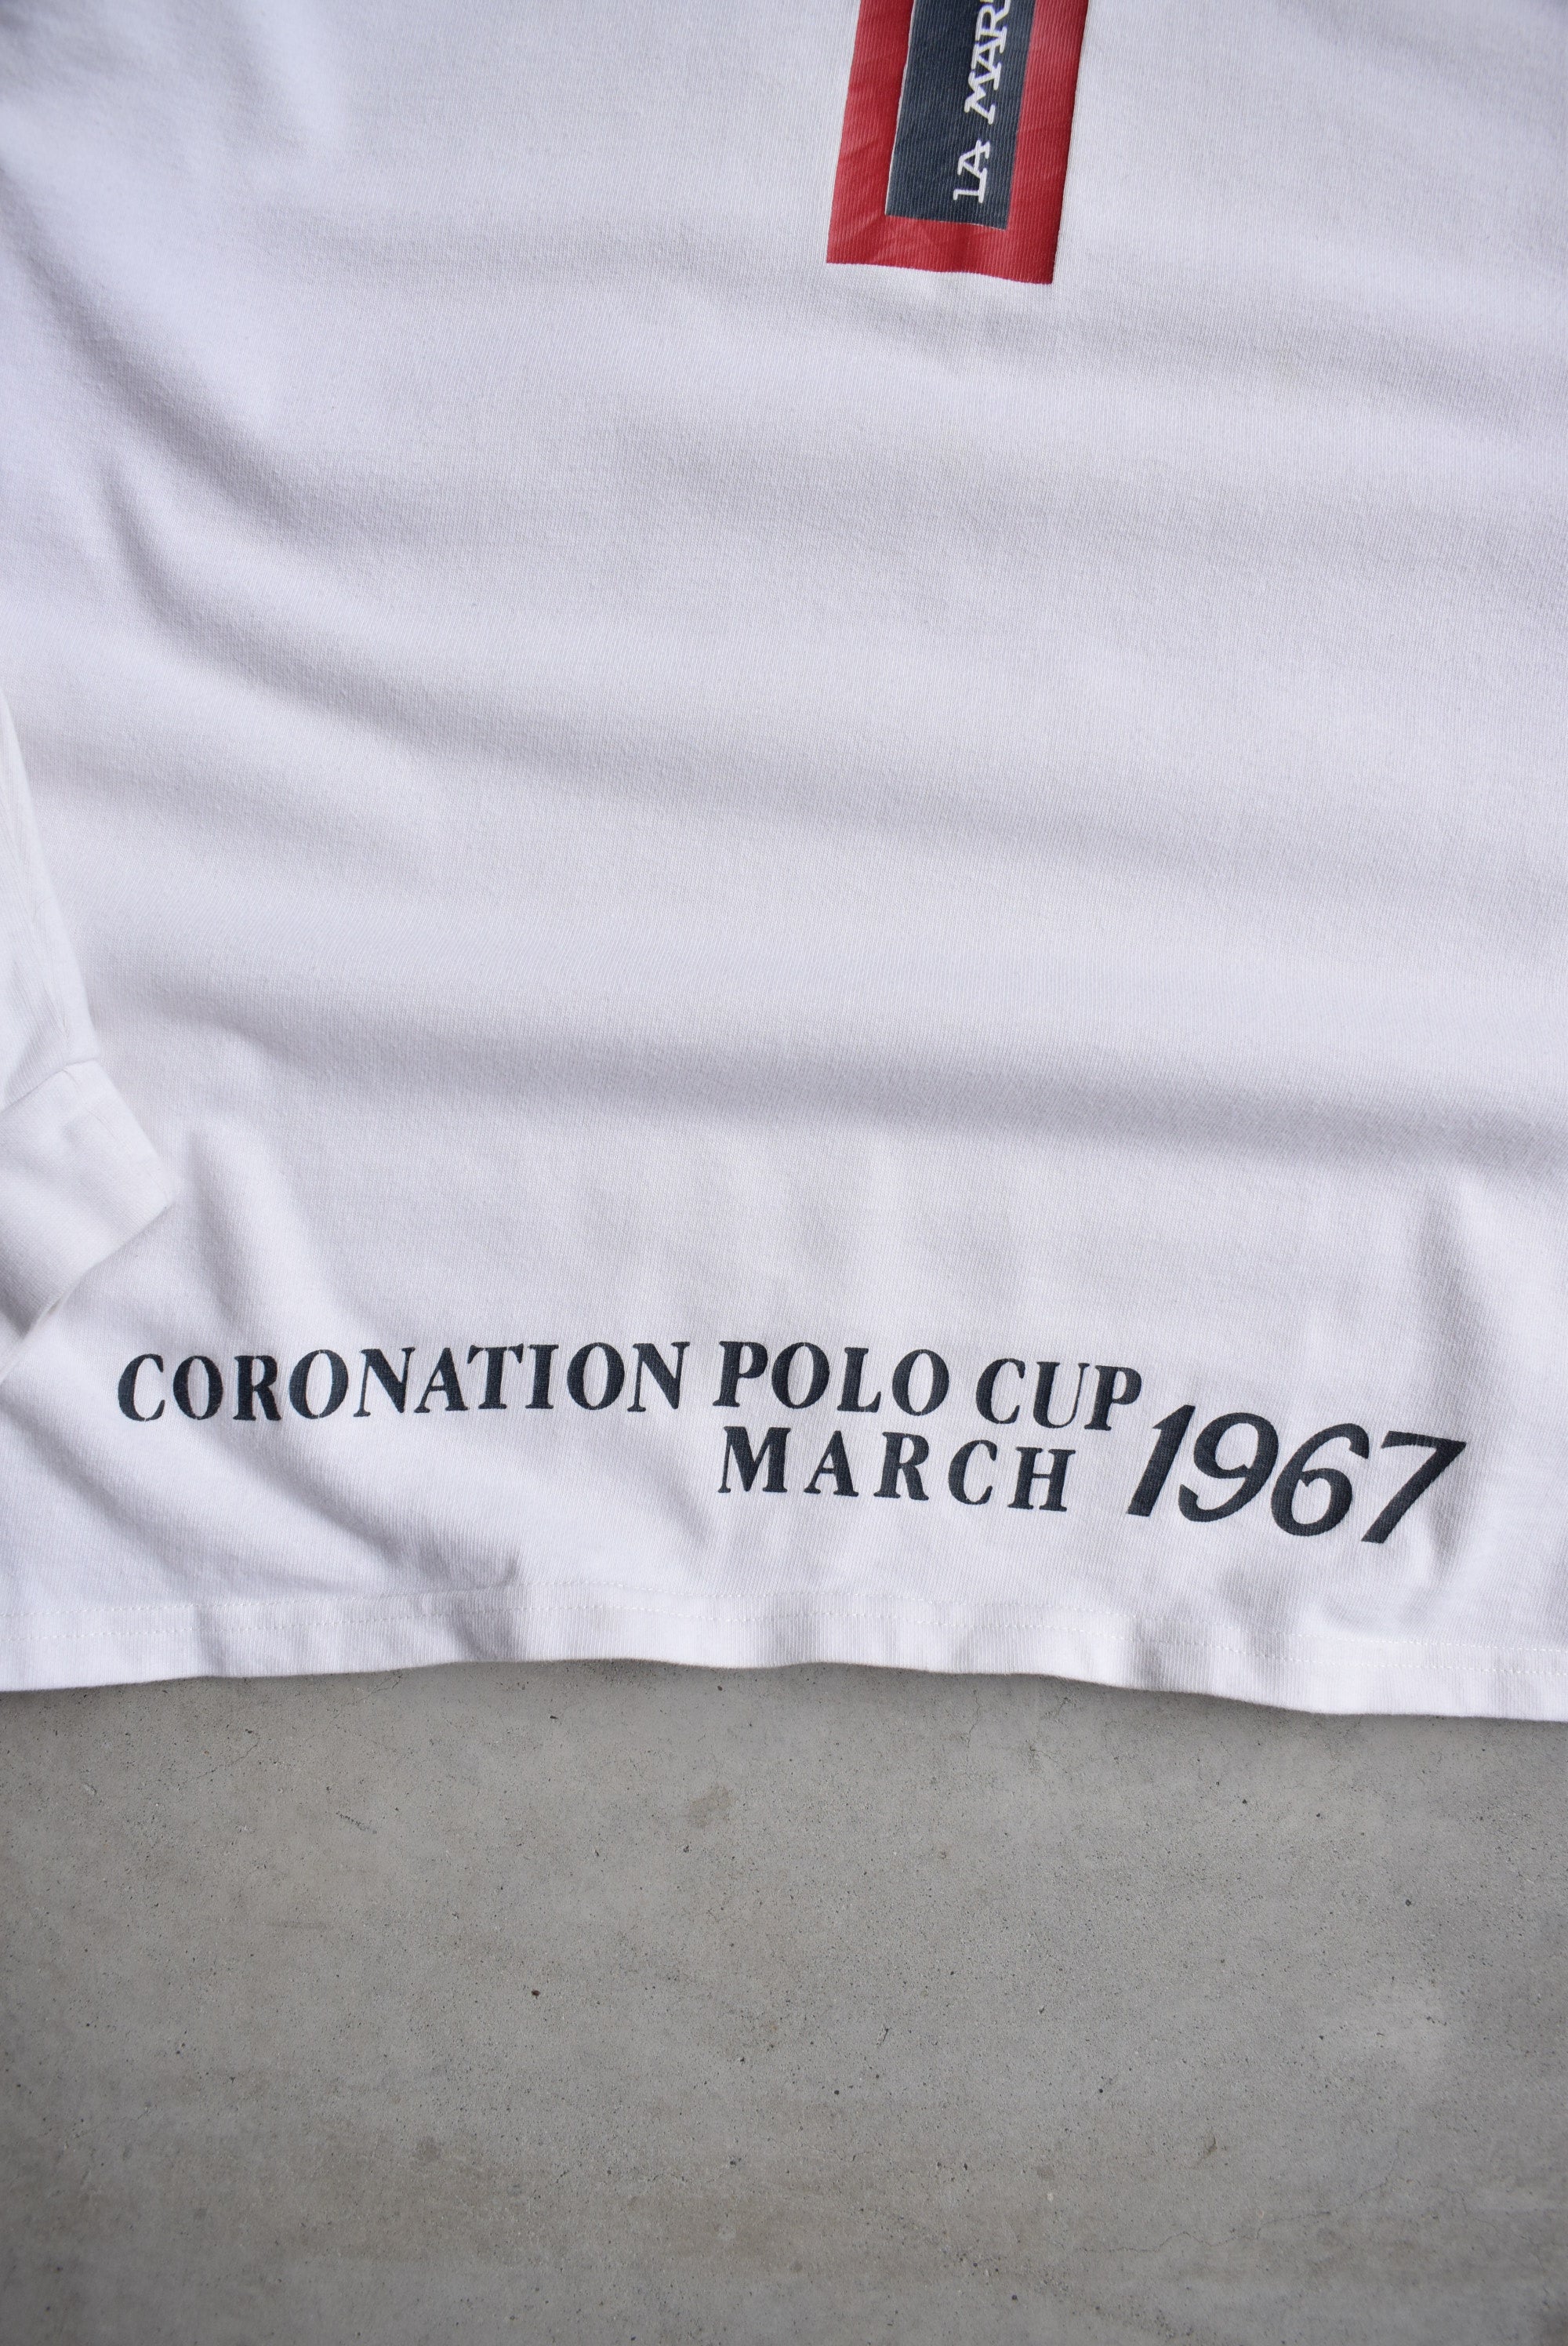 LA MAR
CORONATION POLO CUP
MARCH 1967